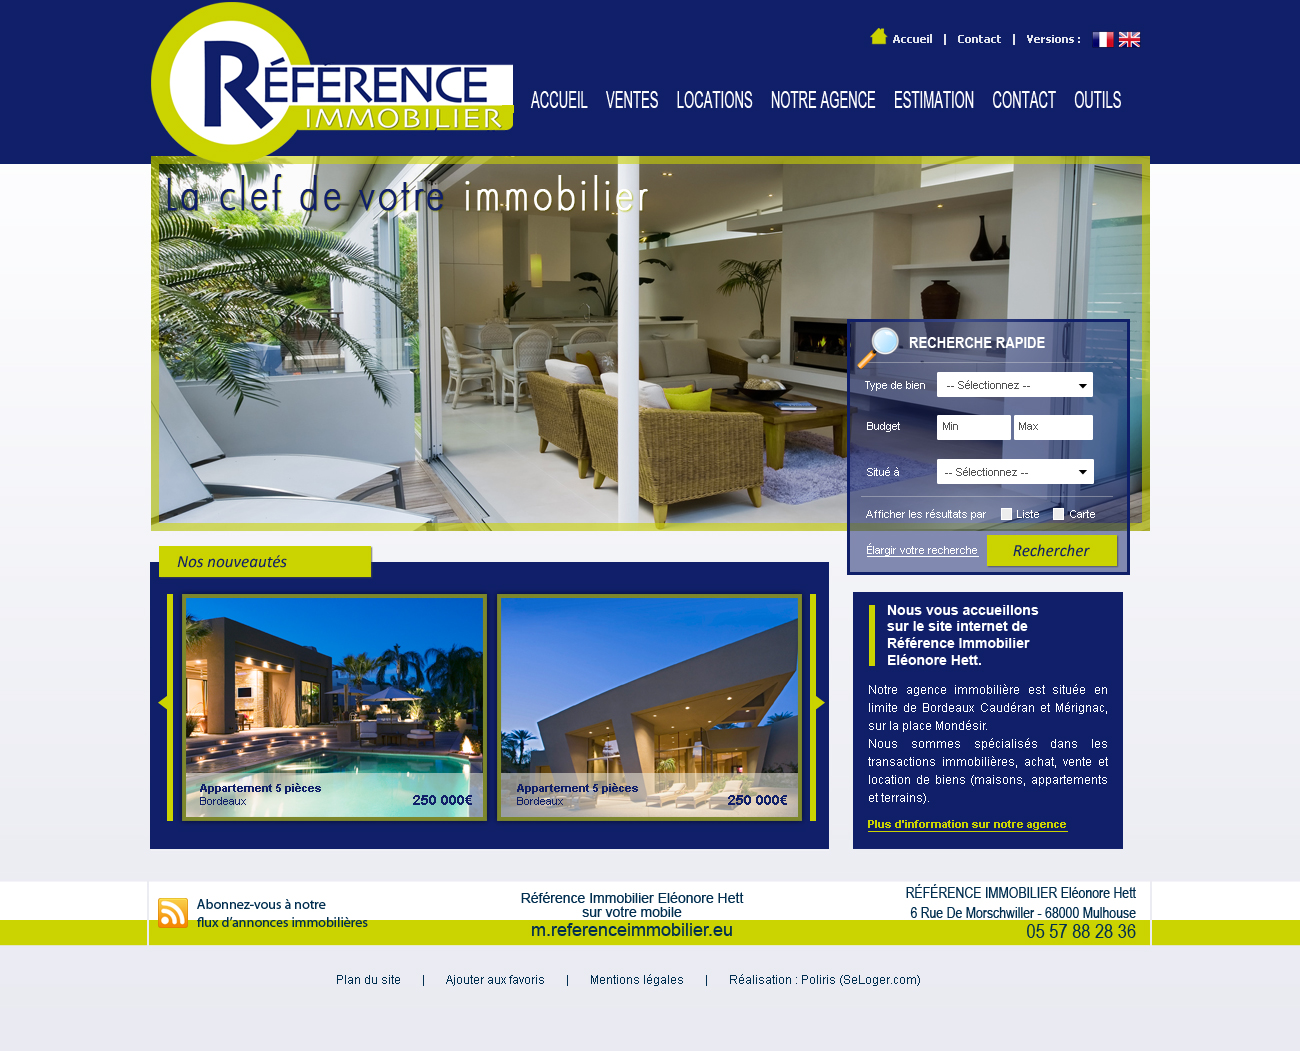 RÉFÉRENCE
IMMOBILIER
Accueil | Contact | Versions :
ACCUEIL VENTES LOCATIONS NOTRE AGENCE ESTIMATION CONTACT OUTILS
La clef de votre immobilier
RECHERCHE RAPIDE
Type de bien -- Sélectionnez --
Budget Min Max
Situé à -- Sélectionnez --
Afficher les résultats par Liste Carte
Élargir votre recherche Rechercher
Nos nouveautés
Appartement 5 pièces
Bordeaux 250 000€
Appartement 5 pièces
Bordeaux 250 000€
Nous vous accueillons
sur le site internet de
Référence Immobilier
Eléonore Hett.
Notre agence immobilière est située en
limite de Bordeaux Caudéran et Mérignac,
sur la place Mondésir.
Nous sommes spécialisés dans les
transactions immobilières, achat, vente et
location de biens (maisons, appartements
et terrains).
Plus d'information sur notre agence
Abonnez-vous à notre
flux d'annonces immobilières
Référence Immobilier Eléonore Hett
sur votre mobile
m.referenceimmobilier.eu
RÉFÉRENCE IMMOBILIER Eléonore Hett
6 Rue De Morschwiller - 68000 Mulhouse
05 57 88 28 36
Plan du site | Ajouter aux favoris | Mentions légales | Réalisation : Poliris (SeLoger.com)